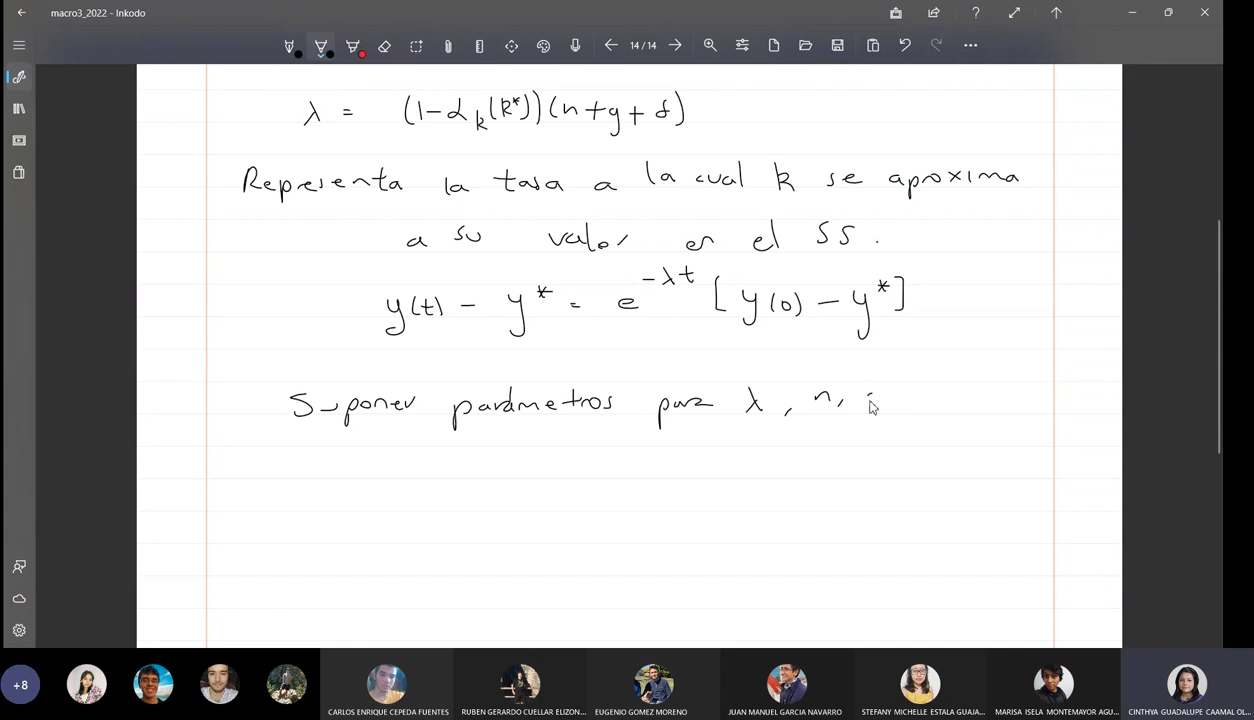 macro3_2022 - Inkodo
14/14
λ = (1-α_k(k*))(n+g+δ)
Representa la tasa a la cual k se aproxima
a su valor en el SS.
y(t) - y* = e^{-λt} [y(0) - y*]
Suponer parámetros para λ, n,
+8
CARLOS ENRIQUE CEPEDA FUENTES
RUBEN GERARDO CUELLAR ELIZON...
EUGENIO GOMEZ MORENO
JUAN MANUEL GARCIA NAVARRO
STEFANY MICHELLE ESTALA GUAJA...
MARISA ISELA MONTEMAYOR AGU...
CINTHYA GUADALUPE CAAMAL OL...